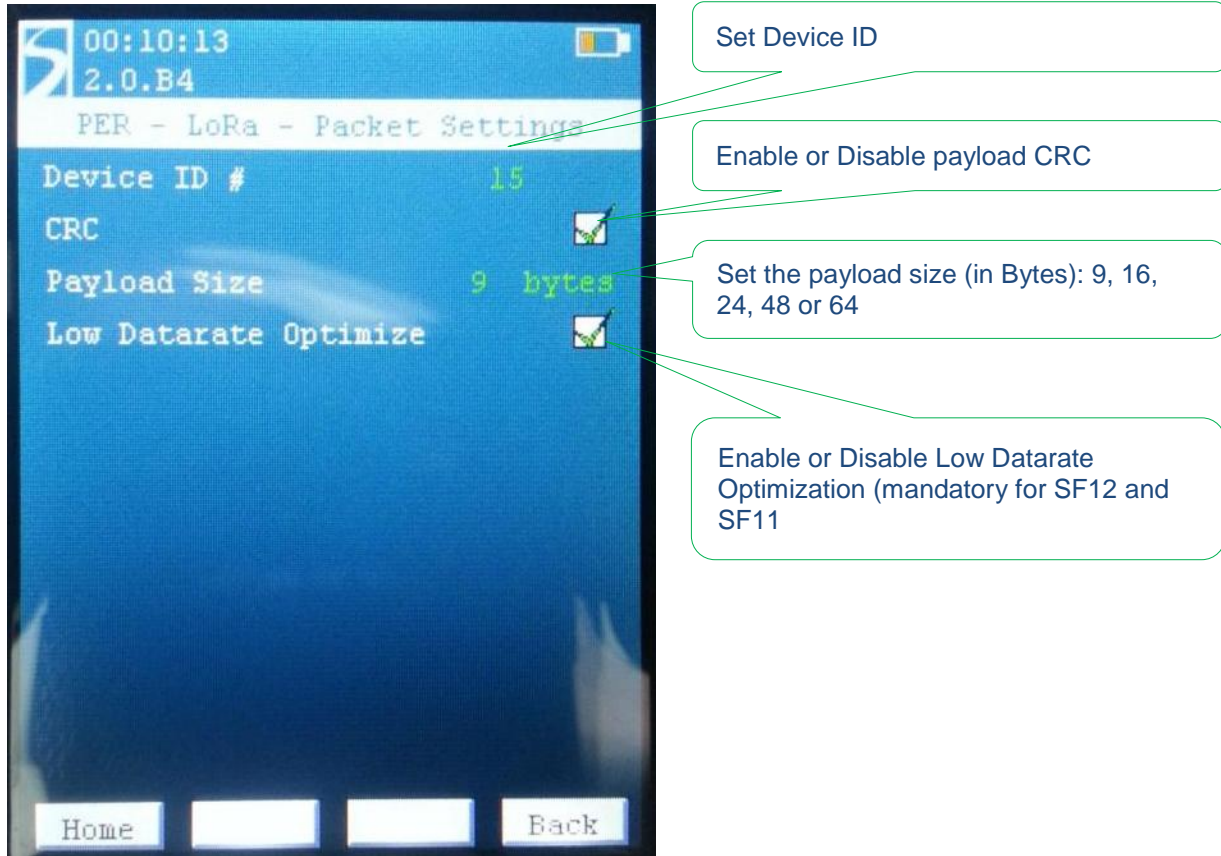 00:10:13
2.0.B4
PER - LoRa - Packet Settings
Device ID # 15
CRC
Payload Size 9 bytes
Low Datarate Optimize
Home Back
Set Device ID
Enable or Disable payload CRC
Set the payload size (in Bytes): 9, 16,
24, 48 or 64
Enable or Disable Low Datarate
Optimization (mandatory for SF12 and
SF11